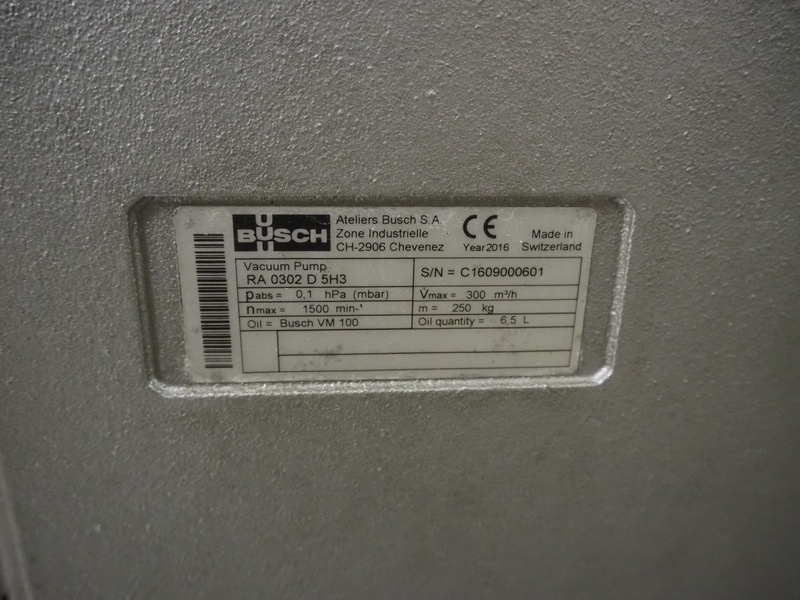 BUSCH
Ateliers Busch S.A.
Zone Industrielle
CH-2906 Chevenez
CE
Year 2016
Made in
Switzerland
Vacuum Pump
RA 0302 D 5H3
S/N = C1609000601
pabs = 0,1 hPa (mbar)
V̇max = 300 m³/h
nmax = 1500 min-¹
m = 250 kg
Oil = Busch VM 100
Oil quantity = 6,5 L